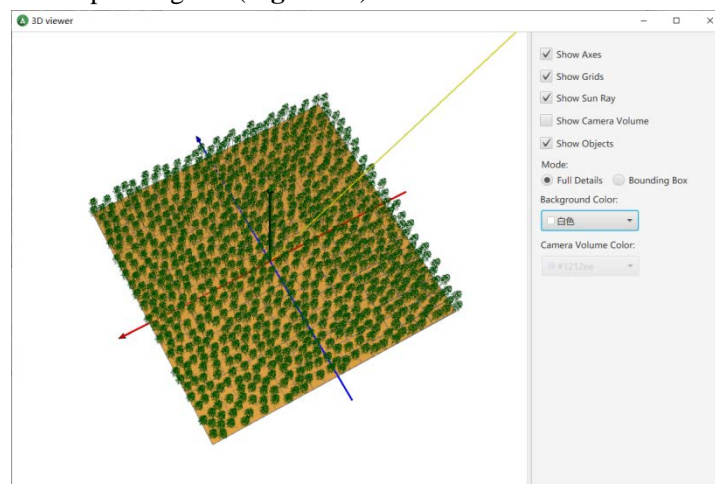 3D viewer
Show Axes
Show Grids
Show Sun Ray
Show Camera Volume
Show Objects
Mode:
Full Details Bounding Box
Background Color:
白色
Camera Volume Color:
#1212ee